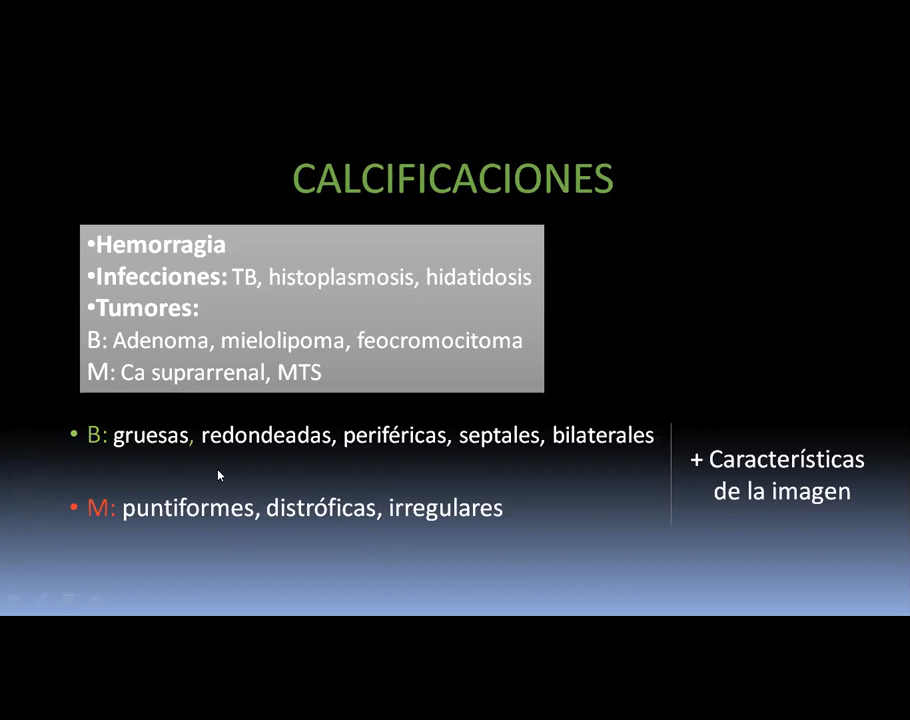 CALCIFICACIONES
•Hemorragia
•Infecciones: TB, histoplasmosis, hidatidosis
•Tumores:
B: Adenoma, mielolipoma, feocromocitoma
M: Ca suprarrenal, MTS
• B: gruesas, redondeadas, periféricas, septales, bilaterales
+ Características
de la imagen
• M: puntiformes, distróficas, irregulares